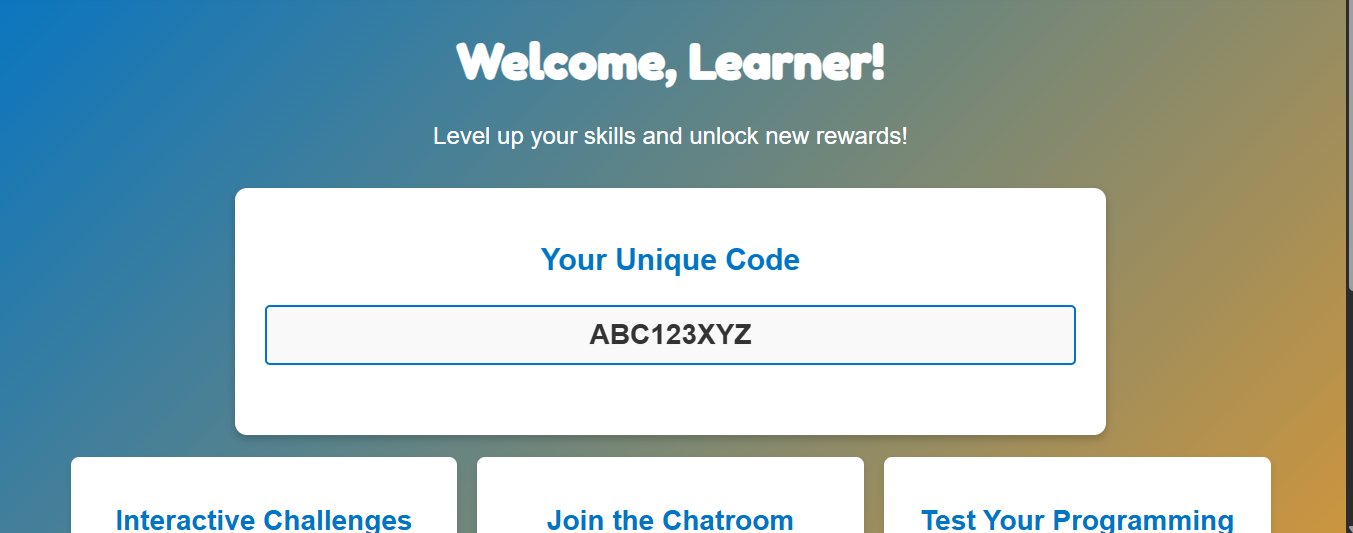 Welcome, Learner!
Level up your skills and unlock new rewards!
Your Unique Code
ABC123XYZ
Interactive Challenges
Join the Chatroom
Test Your Programming